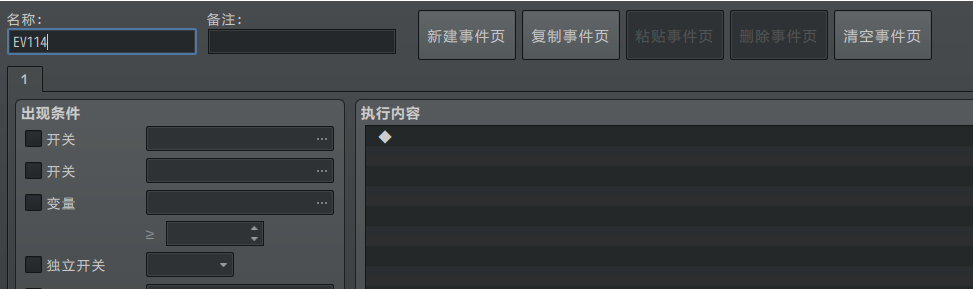 名称:
备注:
EV114
新建事件页
复制事件页
粘贴事件页
删除事件页
清空事件页
1
出现条件
执行内容
开关 ...
◆
开关 ...
变量 ...
≥
独立开关